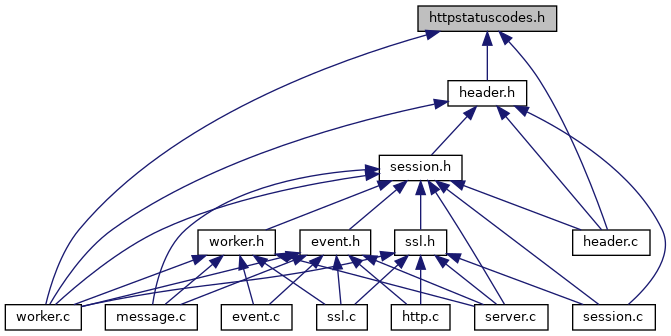 httpstatuscodes.h
header.h
session.h
worker.h
event.h
ssl.h
header.c
worker.c
message.c
event.c
ssl.c
http.c
server.c
session.c